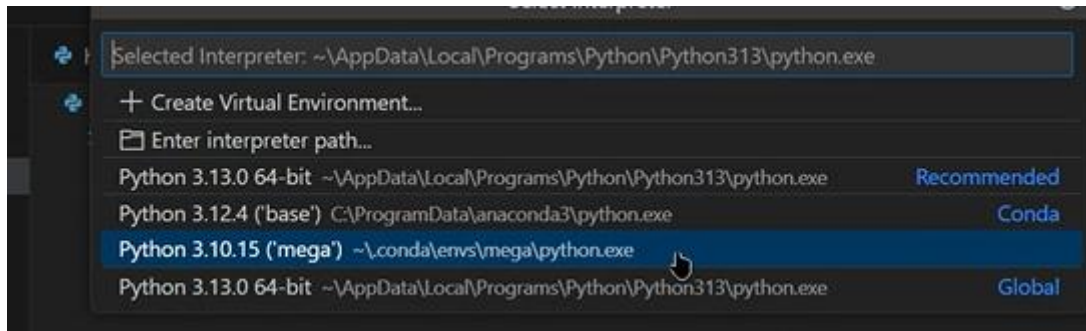 Selected Interpreter: ~\AppData\Local\Programs\Python\Python313\python.exe
+ Create Virtual Environment...
Enter interpreter path...
Python 3.13.0 64-bit ~\AppData\Local\Programs\Python\Python313\python.exe Recommended
Python 3.12.4 ('base') C:\ProgramData\anaconda3\python.exe Conda
Python 3.10.15 ('mega') ~\.conda\envs\mega\python.exe
Python 3.13.0 64-bit ~\AppData\Local\Programs\Python\Python313\python.exe Global